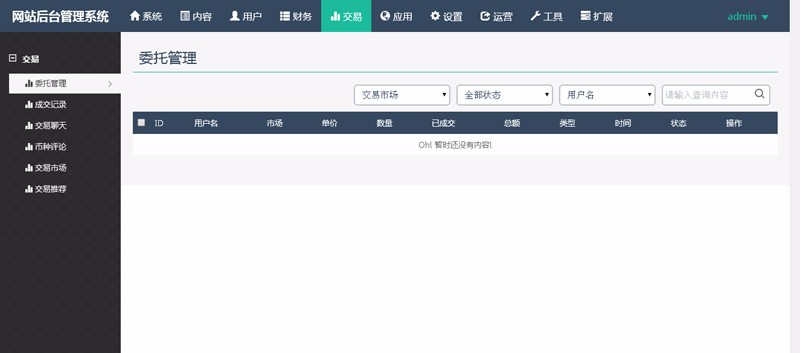 网站后台管理系统 系统 内容 用户 财务 交易 应用 设置 运营 工具 扩展 admin
交易
委托管理
成交记录
交易聊天
币种评论
交易市场
交易推荐
委托管理
交易市场 全部状态 用户名 请输入查询内容
ID 用户名 市场 单价 数量 已成交 总额 类型 时间 状态 操作
Oh! 暂时还没有内容!